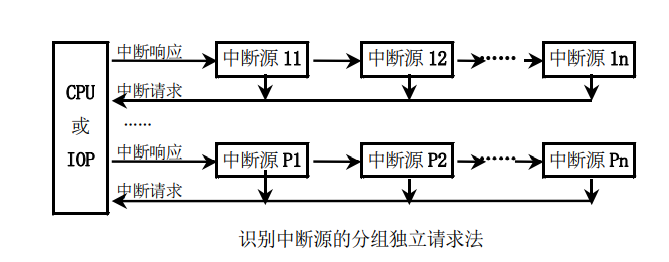 中断响应
中断源 11
中断源 12
······
中断源 1n
CPU
或
IOP
中断请求
······
中断响应
中断源 P1
中断源 P2
······
中断源 Pn
中断请求
识别中断源的分组独立请求法